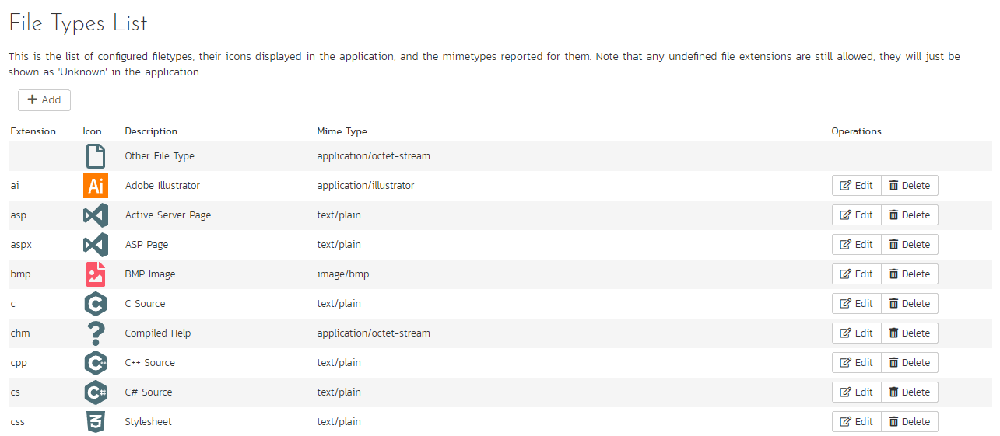 File Types List
This is the list of configured filetypes, their icons displayed in the application, and the mimetypes reported for them. Note that any undefined file extensions are still allowed, they will just be
shown as 'Unknown' in the application.
Add
Extension Icon Description Mime Type Operations
Other File Type application/octet-stream
ai Ai Adobe Illustrator application/illustrator Edit Delete
asp Active Server Page text/plain Edit Delete
aspx ASP Page text/plain Edit Delete
bmp BMP Image image/bmp Edit Delete
c C C Source text/plain Edit Delete
chm ? Compiled Help application/octet-stream Edit Delete
cpp C++ C++ Source text/plain Edit Delete
cs C# C# Source text/plain Edit Delete
css 3 Stylesheet text/plain Edit Delete